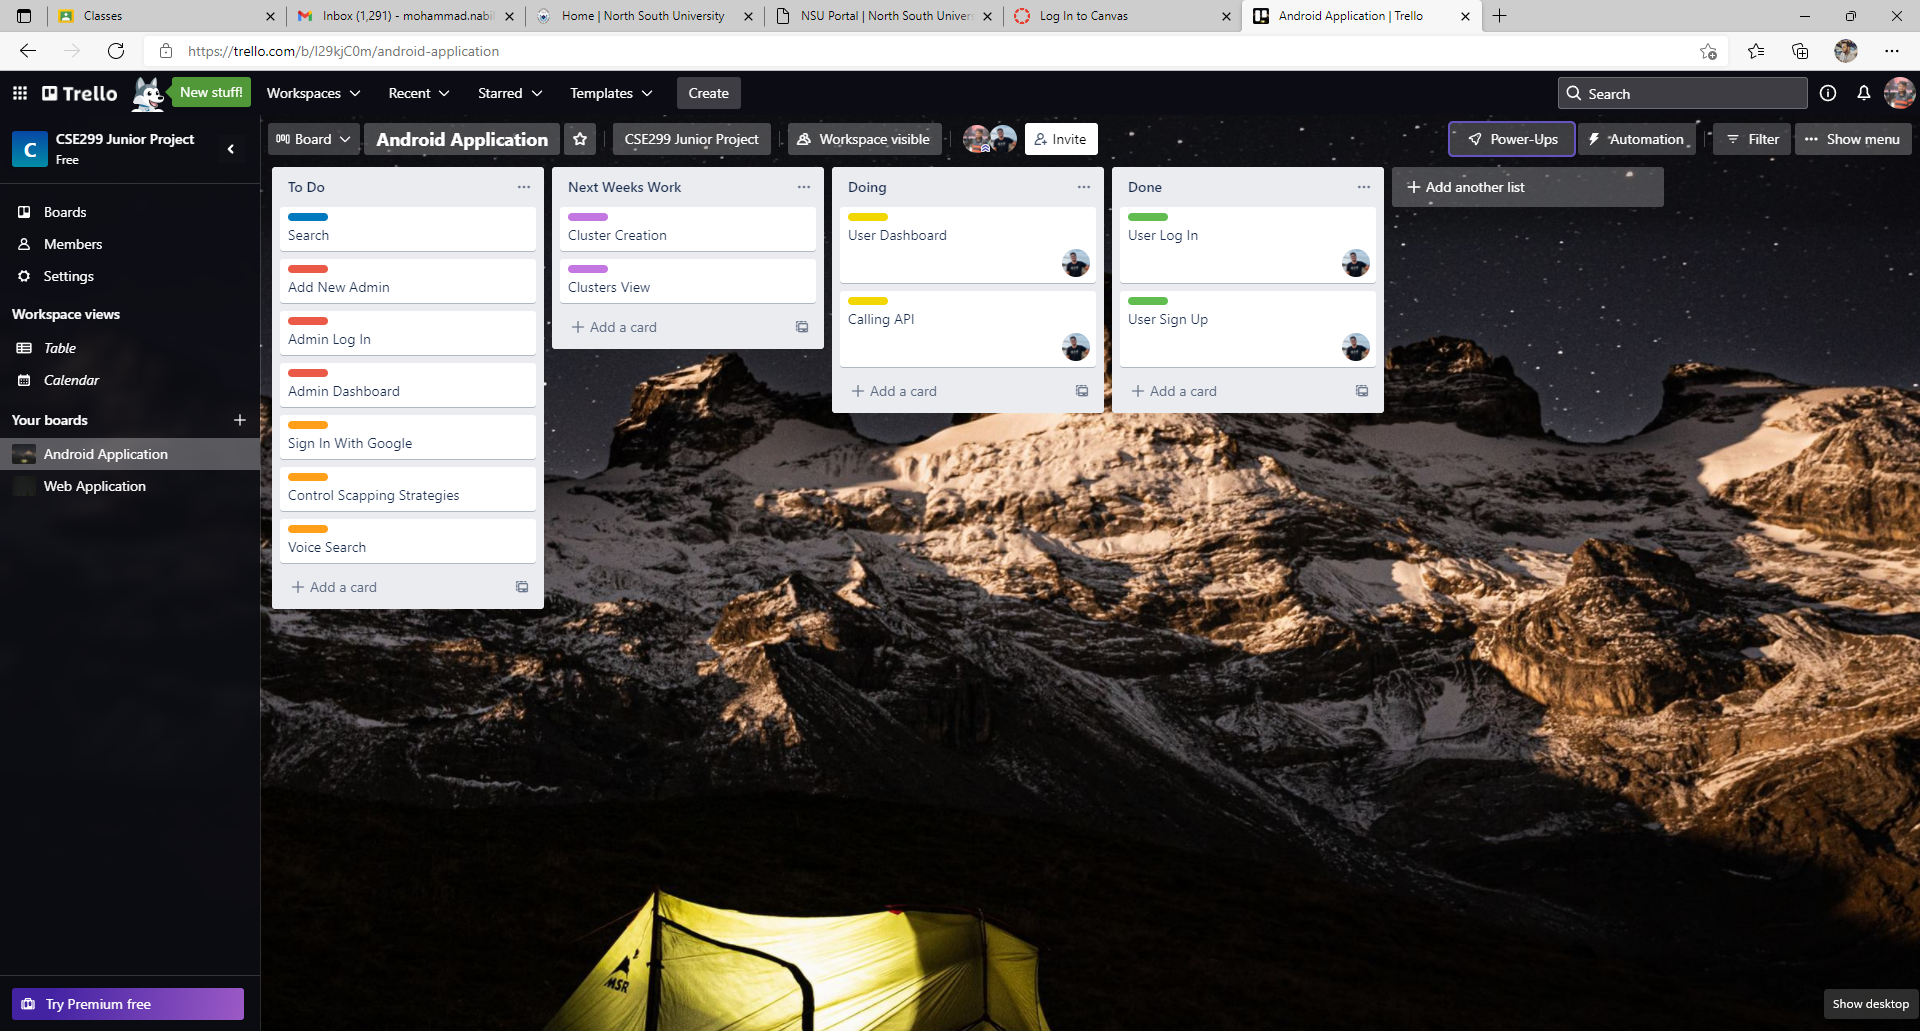 Classes
Inbox (1,291) - mohammad.nabil
Home | North South University
NSU Portal | North South Univers
Log In to Canvas
Android Application | Trello
https://trello.com/b/l29kjC0m/android-application
Trello
New stuff!
Workspaces
Recent
Starred
Templates
Create
Search
C
CSE299 Junior Project
Free
Board
Android Application
CSE299 Junior Project
Workspace visible
Invite
Power-Ups
Automation
Filter
Show menu
Boards
Members
Settings
Workspace views
Table
Calendar
Your boards
Android Application
Web Application
Try Premium free
To Do
Search
Add New Admin
Admin Log In
Admin Dashboard
Sign In With Google
Control Scapping Strategies
Voice Search
Add a card
Next Weeks Work
Cluster Creation
Clusters View
Add a card
Doing
User Dashboard
Calling API
Add a card
Done
User Log In
User Sign Up
Add a card
Add another list
MSR
Show desktop